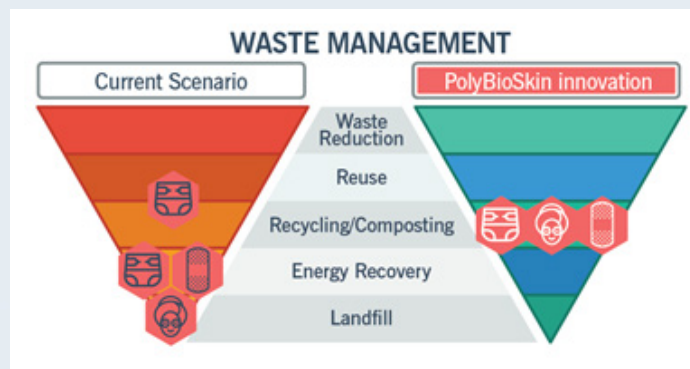 WASTE MANAGEMENT
Current Scenario
PolyBioSkin innovation
Waste
Reduction
Reuse
Recycling/Composting
Energy Recovery
Landfill